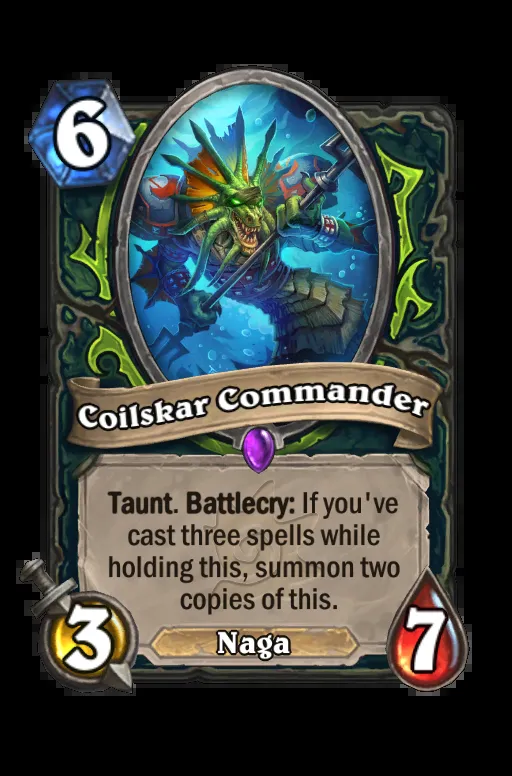 6
Coilskar Commander
Taunt. Battlecry: If you've
cast three spells while
holding this, summon two
copies of this.
3
Naga
7